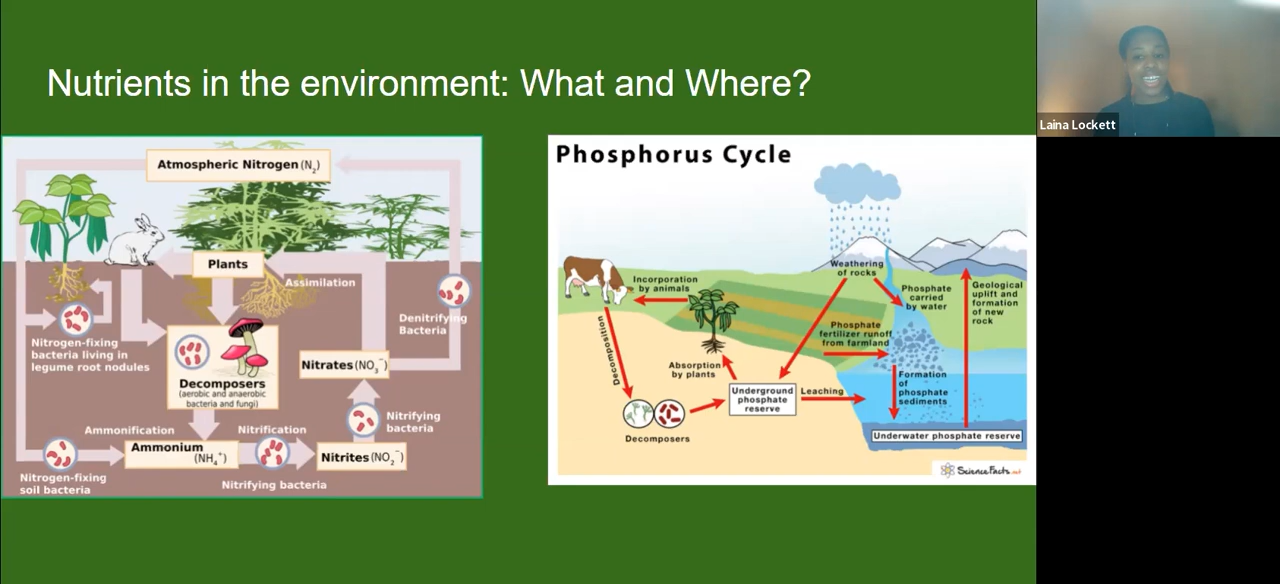 Nutrients in the environment: What and Where?
Laina Lockett
Atmospheric Nitrogen (N2)
Plants
Assimilation
Denitrifying
Bacteria
Nitrogen-fixing
bacteria living in
legume root nodules
Nitrates (NO3-)
Decomposers
(aerobic and anaerobic
bacteria and fungi)
Nitrifying
bacteria
Ammonification
Nitrification
Ammonium
(NH4+)
Nitrites (NO2-)
Nitrogen-fixing
soil bacteria
Nitrifying bacteria
Phosphorus Cycle
Weathering
of rocks
Incorporation
by animals
Phosphate
carried
by water
Geological
uplift and
formation
of new
rock
Phosphate
fertilizer runoff
from farmland
Decomposition
Absorption
by plants
Formation
of
phosphate
sediments
Underground
phosphate
reserve
Leaching
Decomposers
Underwater phosphate reserve
ScienceFacts.net